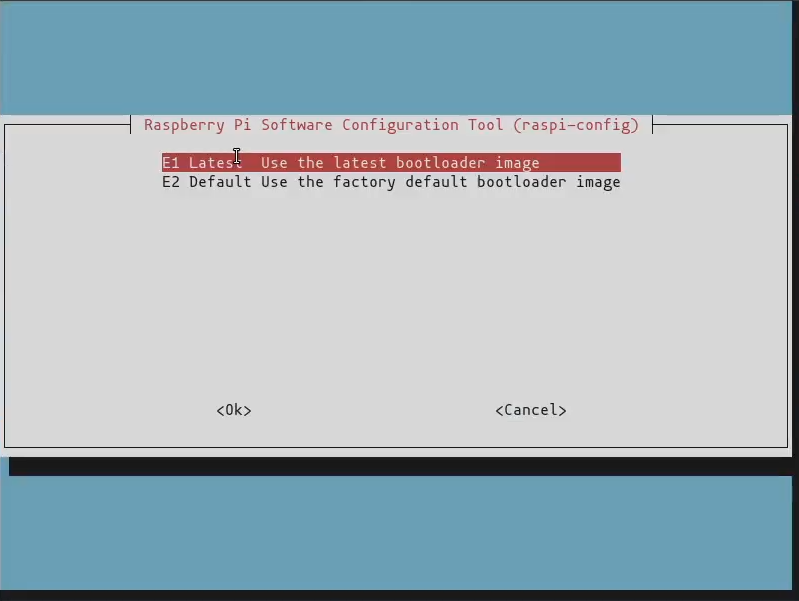 Raspberry Pi Software Configuration Tool (raspi-config)
E1 Latest  Use the latest bootloader image
E2 Default Use the factory default bootloader image
<Ok>
<Cancel>